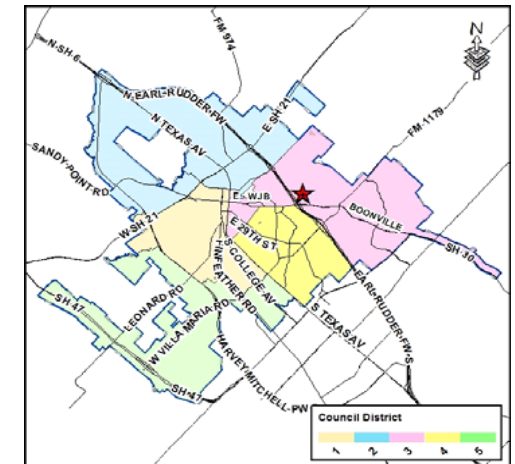 N
FM 974
N-SH-6
N-EARL-RUDDER-FW
E SH 21
N TEXAS AV
FM-1179
SANDY-POINT-RD
E - WJB
BOONVILLE
SH-30
W-SH 21
E 29TH ST
S COLLEGE AV
FINFEATHER RD
EARL-RUDDER-FW-S
S TEXAS AV
LEONARD RD
SH 47
W VILLA MARIA-RD
HARVEY-MITCHELL-PW
SH-47
Council District
1 2 3 4 5